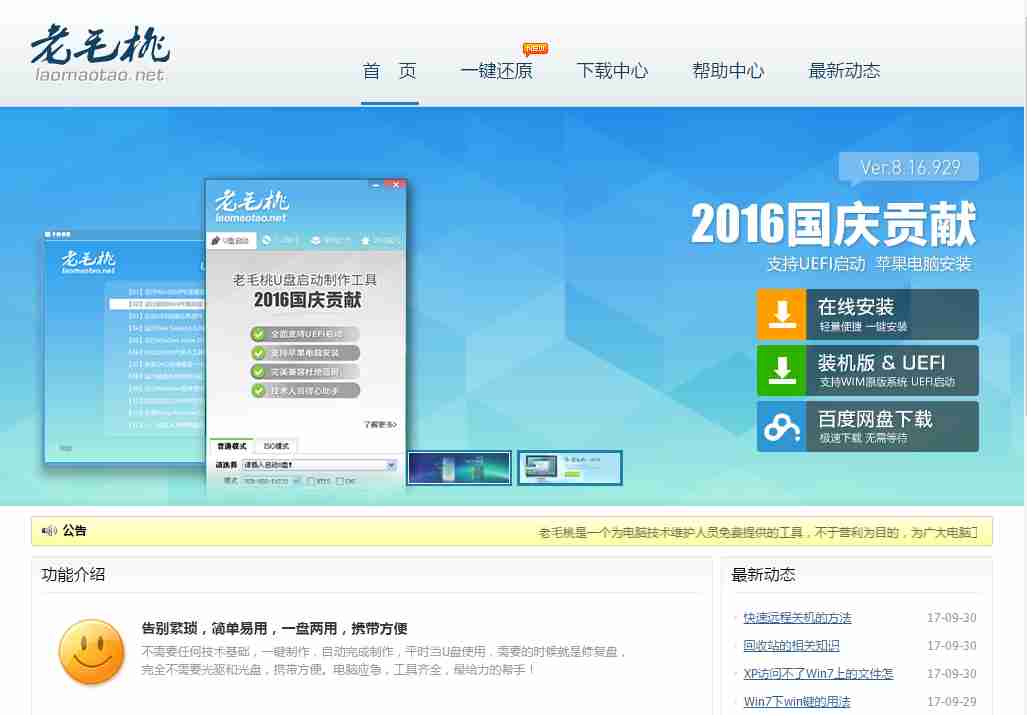 老毛桃
laomaotao.net
首 页
一键还原
下载中心
帮助中心
最新动态
Ver:8.16.929
2016国庆贡献
支持UEFI启动 苹果电脑安装
在线安装
轻量便捷 一键安装
装机版 & UEFI
支持WIM原版系统 UEFI启动
百度网盘下载
极速下载 无需等待
老毛桃
laomaotao.net
老毛桃
laomaotao.net
U盘启动
老毛桃U盘启动制作工具
2016国庆贡献
全面支持UEFI启动
支持苹果电脑安装
技术人员得心助手
了解更多>
普通模式
ISO模式
请选择
请插入启动U盘!
模式
公告
老毛桃是一个为电脑技术维护人员免费提供的工具，不于营利为目的，为广大电脑
功能介绍
告别繁琐，简单易用，一盘两用，携带方便
不需要任何技术基础，一键制作，自动完成制作，平时当U盘使用，需要的时候就是修复盘，
完全不需要光驱和光盘，携带方便。电脑应急，工具齐全，是给力的帮手！
最新动态
快速远程关机的方法 17-09-30
回收站的相关知识 17-09-30
XP访问不了Win7上的文件怎 17-09-30
Win7下win键的用法 17-09-29